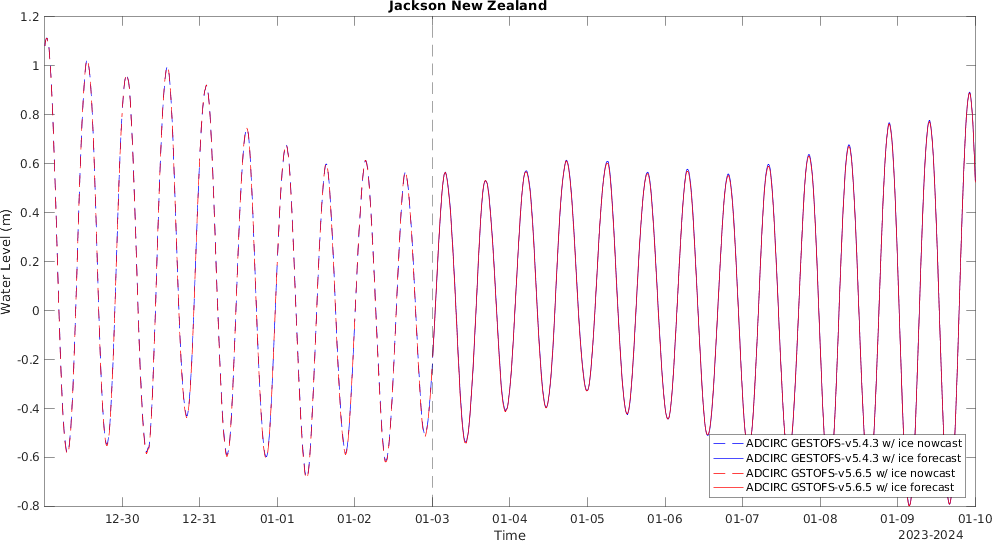 Jackson New Zealand
1.2
1
0.8
0.6
0.4
0.2
0
-0.2
-0.4
-0.6
-0.8
Water Level (m)
ADCIRC GESTOFS-v5.4.3 w/ ice nowcast
ADCIRC GESTOFS-v5.4.3 w/ ice forecast
ADCIRC GSTOFS-v5.6.5 w/ ice nowcast
ADCIRC GSTOFS-v5.6.5 w/ ice forecast
12-30 12-31 01-01 01-02 01-03 01-04 01-05 01-06 01-07 01-08 01-09 01-10
Time
2023-2024